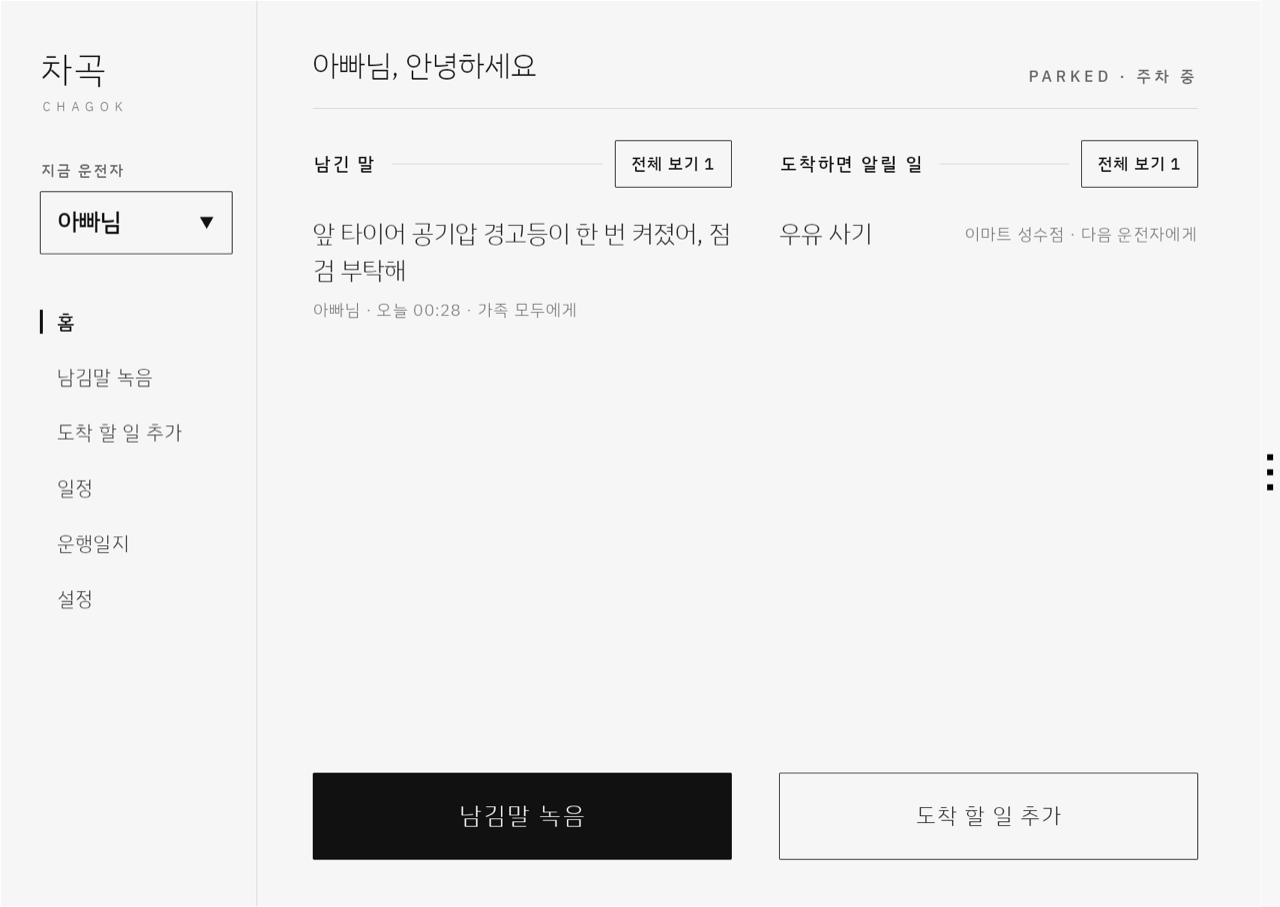 차곡
CHAGOK
지금 운전자
아빠님 ▼
홈
남김말 녹음
도착 할 일 추가
일정
운행일지
설정
아빠님, 안녕하세요
PARKED · 주차 중
남긴 말
전체 보기 1
앞 타이어 공기압 경고등이 한 번 켜졌어, 점
검 부탁해
아빠님 · 오늘 00:28 · 가족 모두에게
도착하면 알릴 일
전체 보기 1
우유 사기
이마트 성수점 · 다음 운전자에게
남김말 녹음
도착 할 일 추가